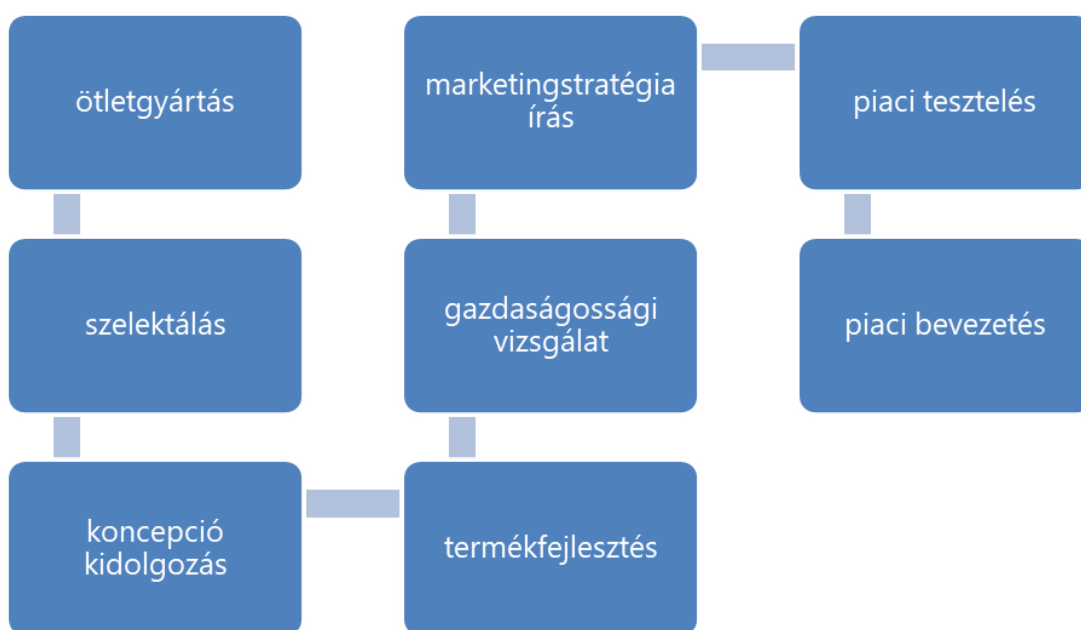 ötletgyártás
szelektálás
koncepció
kidolgozás
termékfejlesztés
gazdaságossági
vizsgálat
marketingstratégia
írás
piaci tesztelés
piaci bevezetés